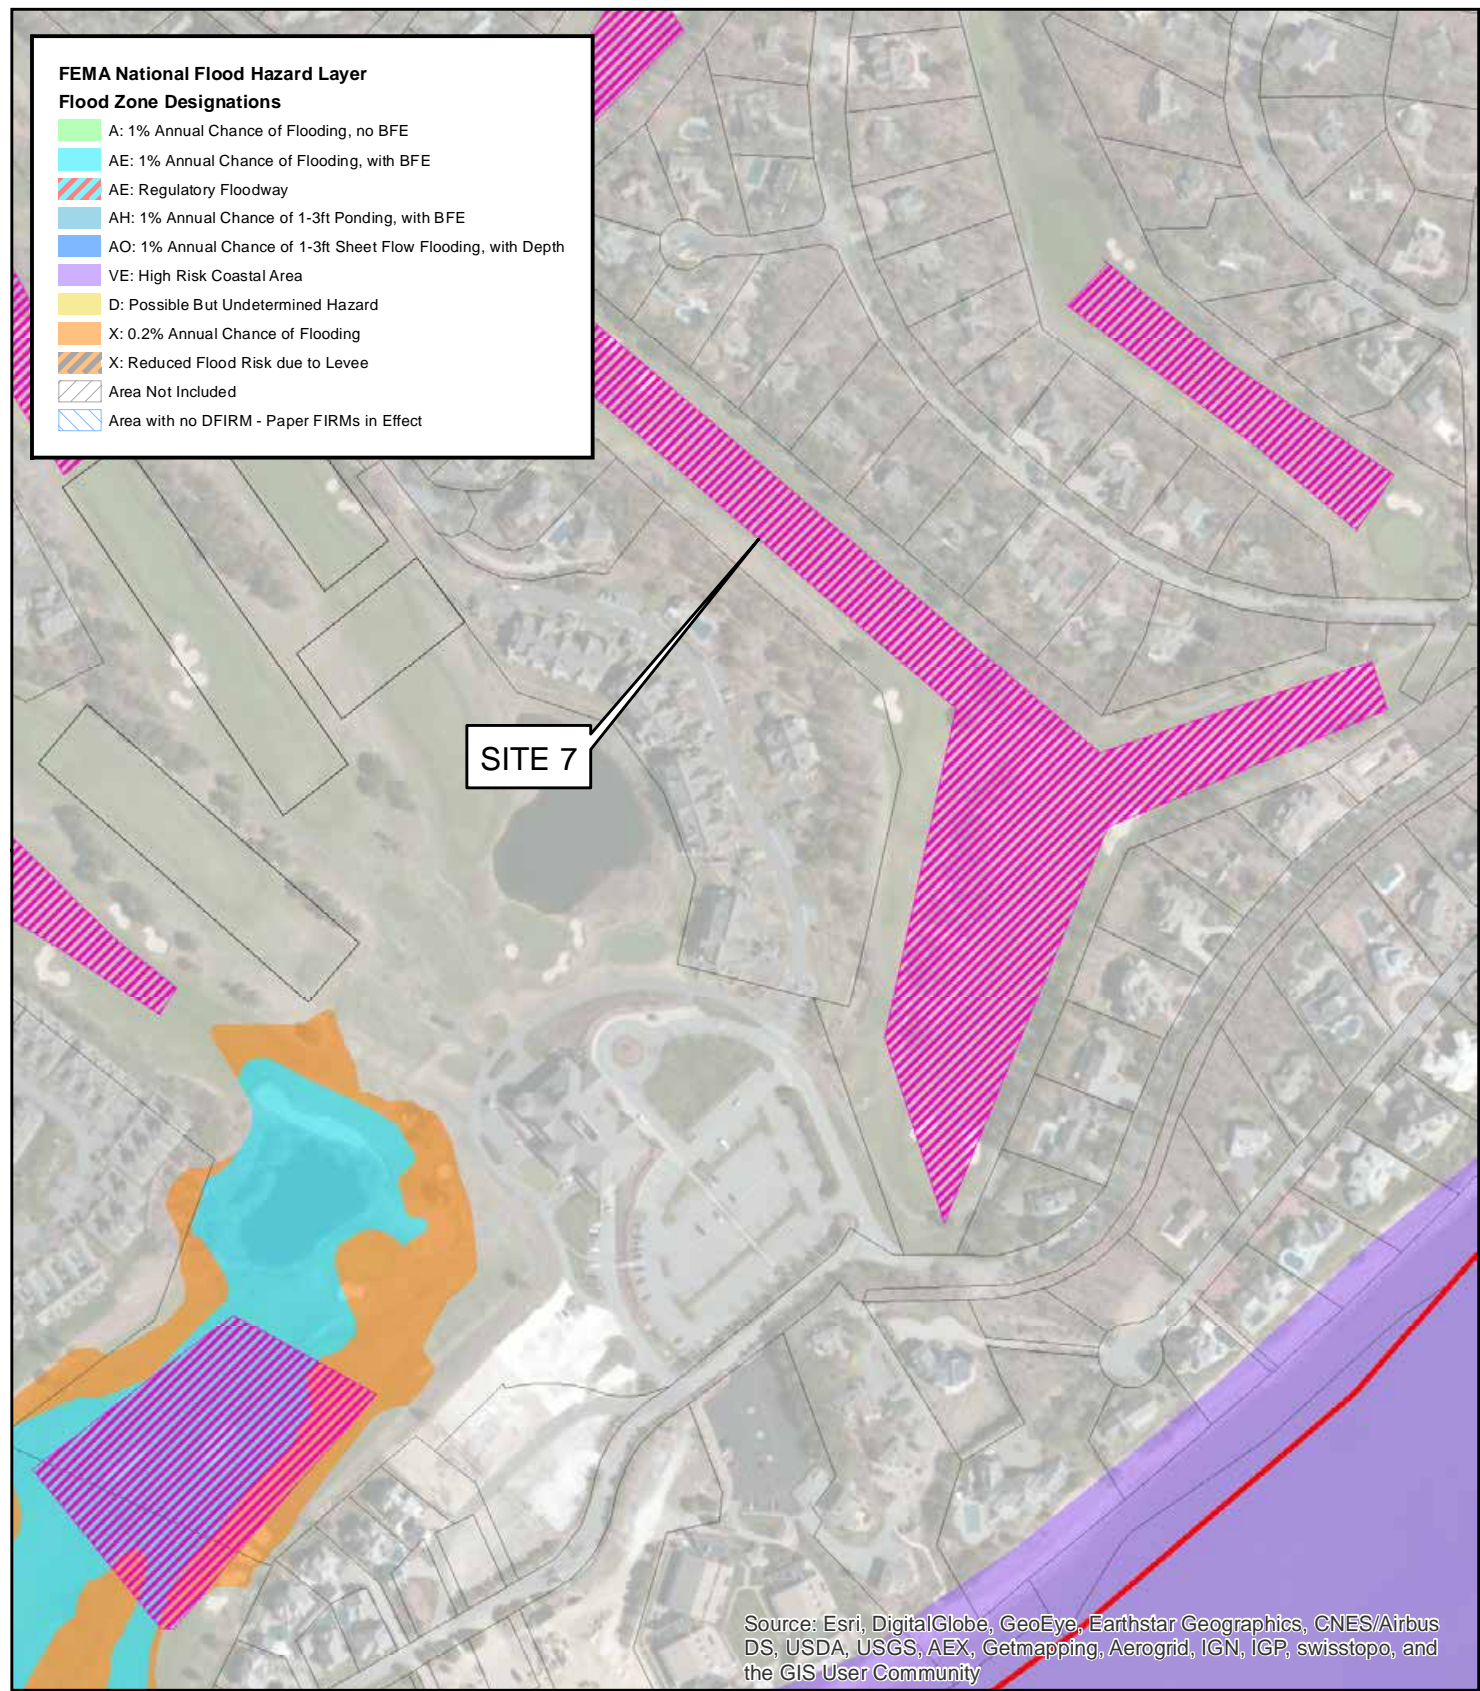 FEMA National Flood Hazard Layer
Flood Zone Designations
A: 1% Annual Chance of Flooding, no BFE
AE: 1% Annual Chance of Flooding, with BFE
AE: Regulatory Floodway
AH: 1% Annual Chance of 1-3ft Ponding, with BFE
AO: 1% Annual Chance of 1-3ft Sheet Flow Flooding, with Depth
VE: High Risk Coastal Area
D: Possible But Undetermined Hazard
X: 0.2% Annual Chance of Flooding
X: Reduced Flood Risk due to Levee
Area Not Included
Area with no DFIRM - Paper FIRMs in Effect
SITE 7
Source: Esri, DigitalGlobe, GeoEye, Earthstar Geographics, CNES/Airbus
DS, USDA, USGS, AEX, Getmapping, Aerogrid, IGN, IGP, swisstopo, and
the GIS User Community